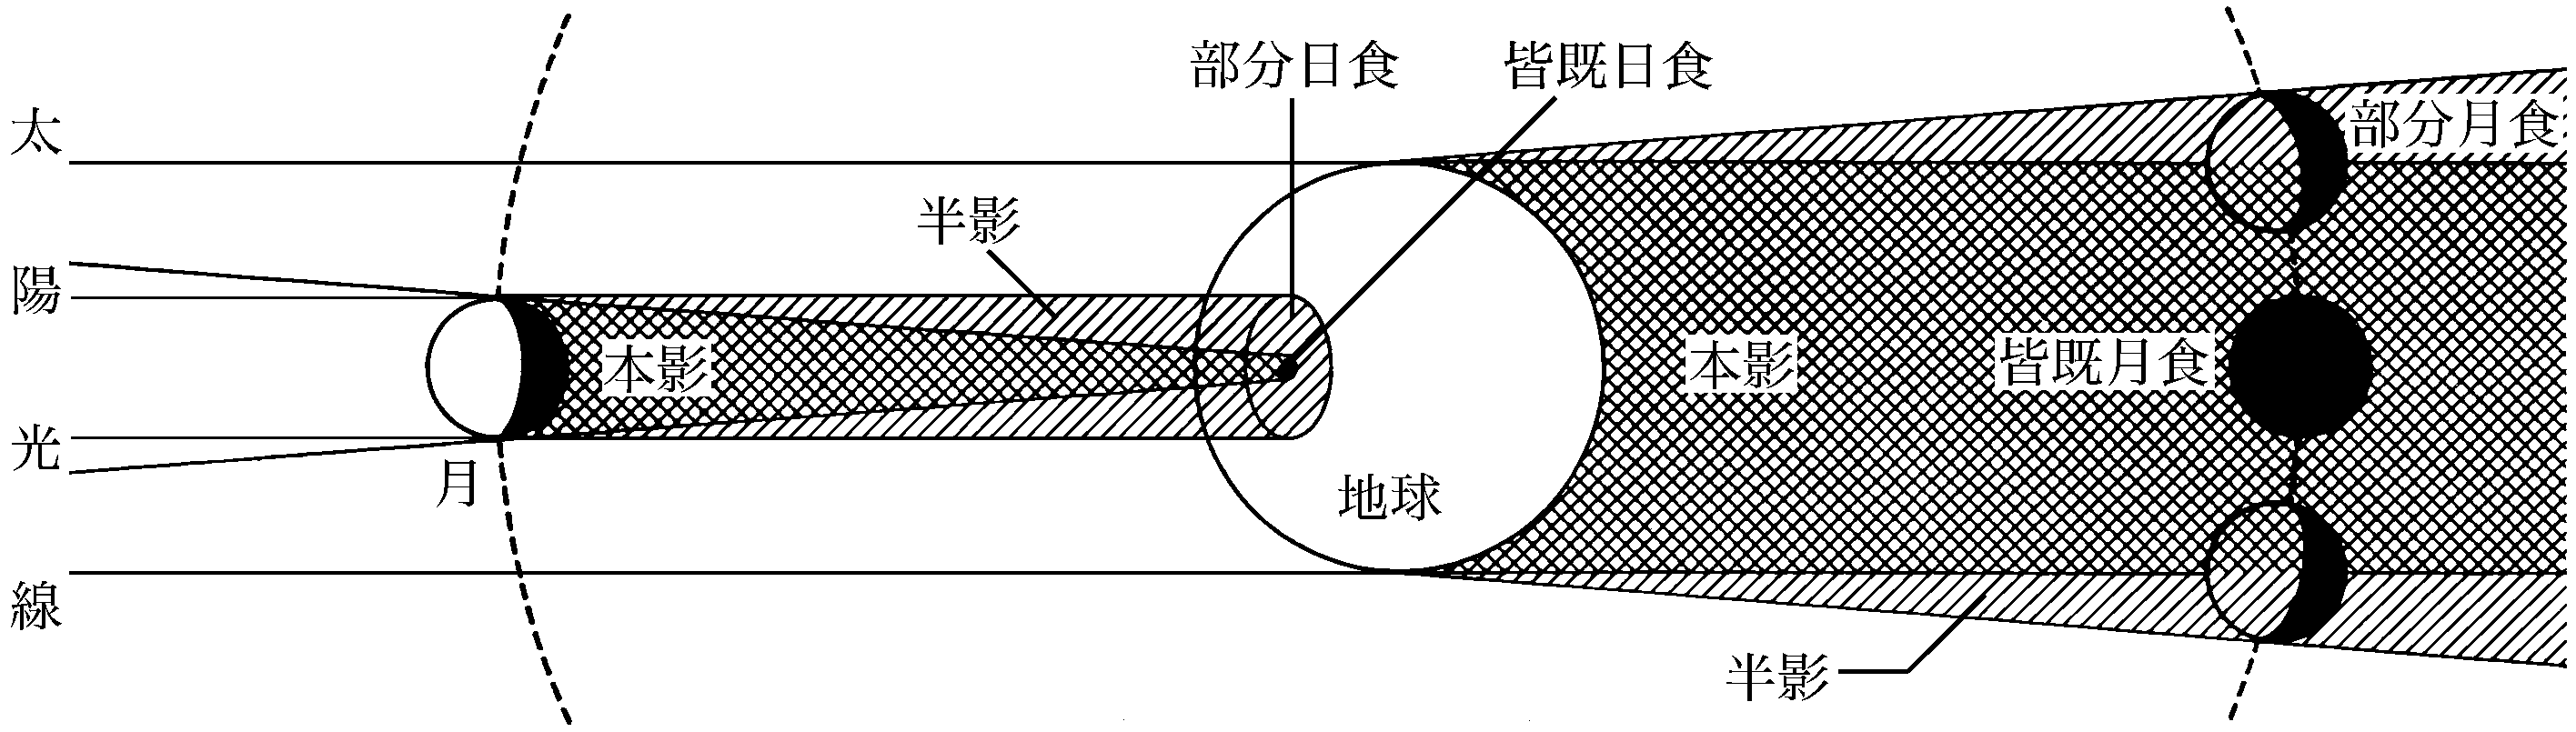 太陽光線
部分日食
皆既日食
部分月食
半影
本影
本影
皆既月食
月
地球
半影